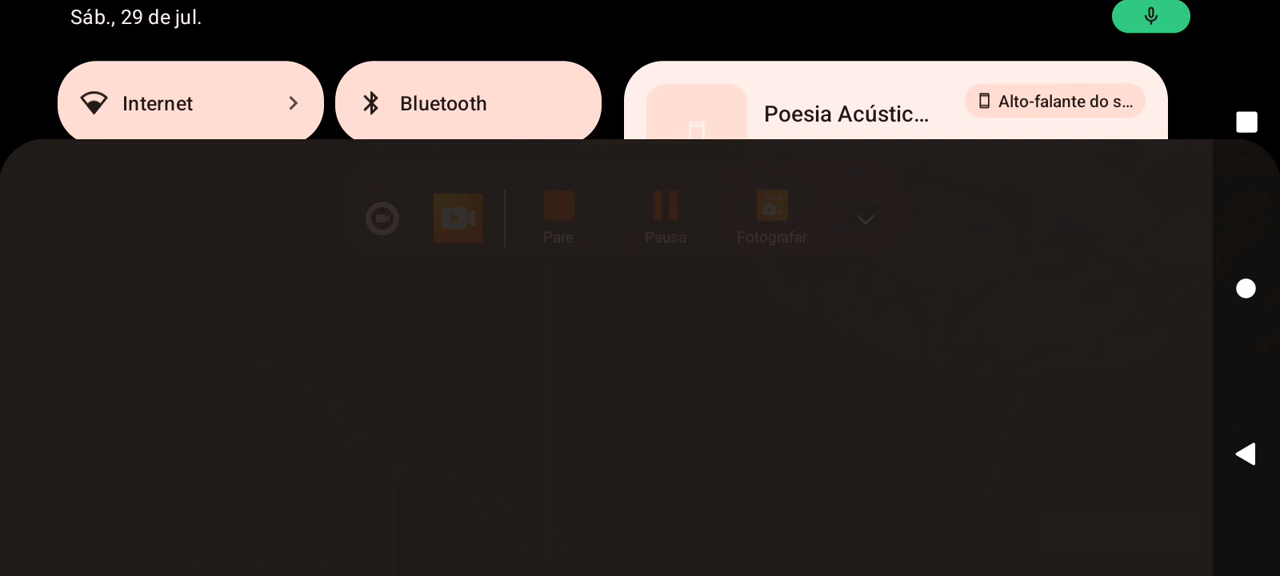 Sáb., 29 de jul.
Internet
Bluetooth
Poesia Acústic...
Alto-falante do s...
Pare
Pausa
Fotografar